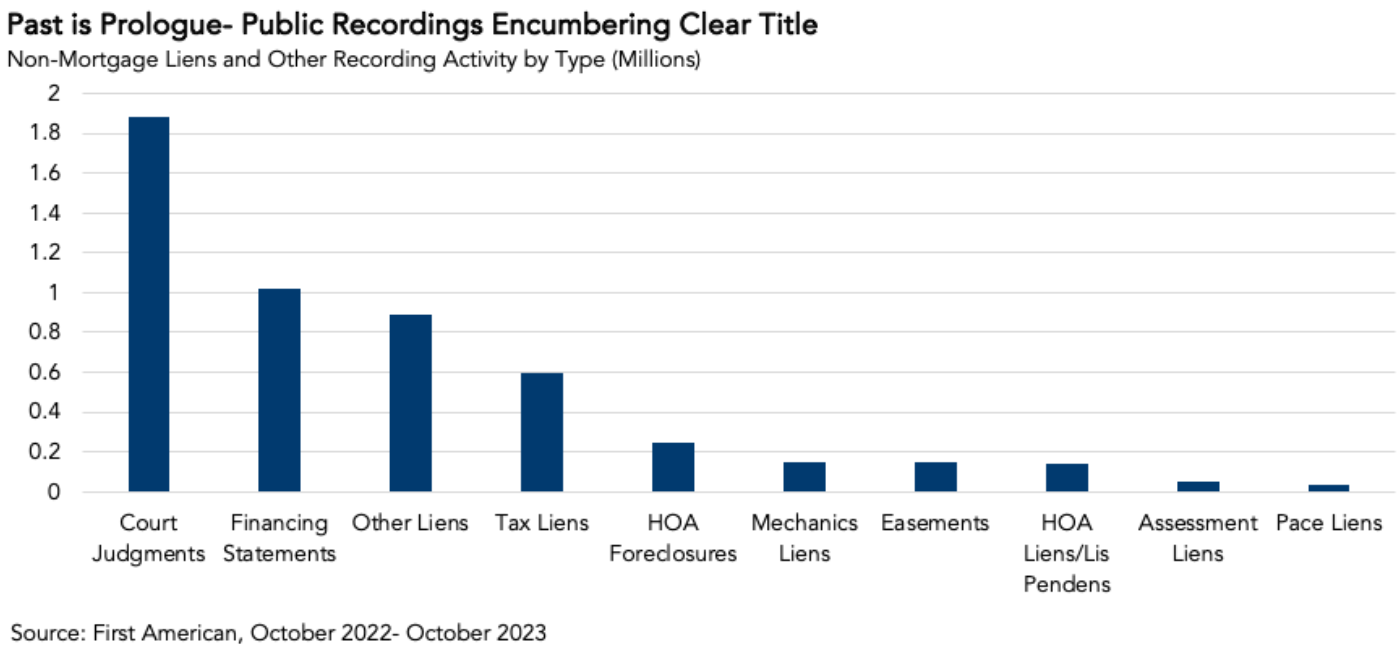 Past is Prologue- Public Recordings Encumbering Clear Title
Non-Mortgage Liens and Other Recording Activity by Type (Millions)
2
1.8
1.6
1.4
1.2
1
0.8
0.6
0.4
0.2
0
Court
Judgments
Financing
Statements
Other Liens
Tax Liens
HOA
Foreclosures
Mechanics
Liens
Easements
HOA
Liens/Lis
Pendens
Assessment
Liens
Pace Liens
Source: First American, October 2022- October 2023